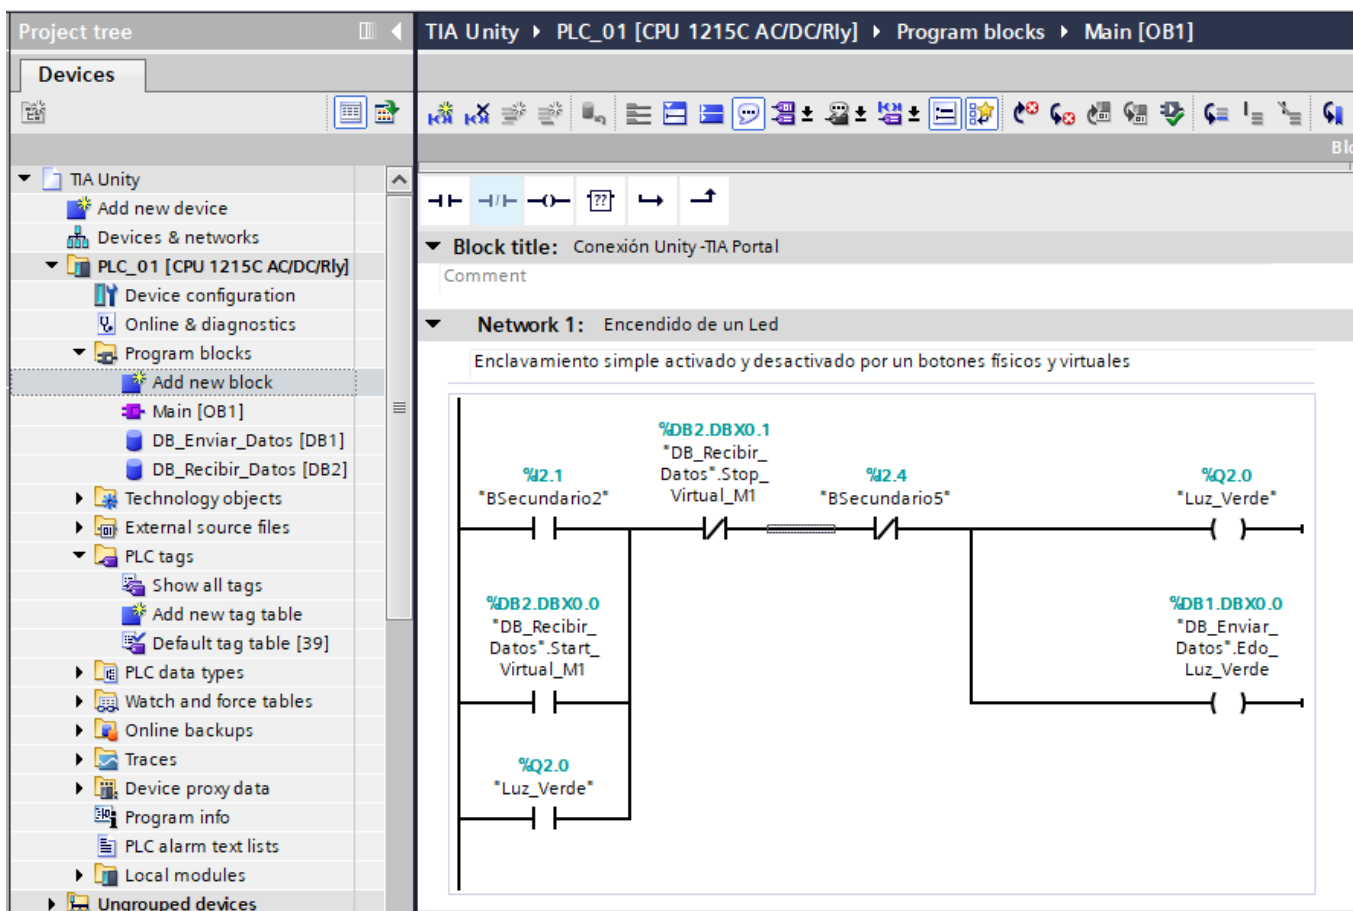 Project tree
TIA Unity ▸ PLC_01 [CPU 1215C AC/DC/Rly] ▸ Program blocks ▸ Main [OB1]
Devices
TIA Unity
Add new device
Devices & networks
PLC_01 [CPU 1215C AC/DC/Rly]
Device configuration
Online & diagnostics
Program blocks
Add new block
Main [OB1]
DB_Enviar_Datos [DB1]
DB_Recibir_Datos [DB2]
Technology objects
External source files
PLC tags
Show all tags
Add new tag table
Default tag table [39]
PLC data types
Watch and force tables
Online backups
Traces
Device proxy data
Program info
PLC alarm text lists
Local modules
Ungrouped devices
??
Block title: Conexión Unity -TIA Portal
Comment
Network 1: Encendido de un Led
Enclavamiento simple activado y desactivado por un botones físicos y virtuales
%I2.1
"BSecundario2"
%DB2.DBX0.1
"DB_Recibir_
Datos".Stop_
Virtual_M1
%I2.4
"BSecundario5"
%Q2.0
"Luz_Verde"
%DB2.DBX0.0
"DB_Recibir_
Datos".Start_
Virtual_M1
%DB1.DBX0.0
"DB_Enviar_
Datos".Edo_
Luz_Verde
%Q2.0
"Luz_Verde"